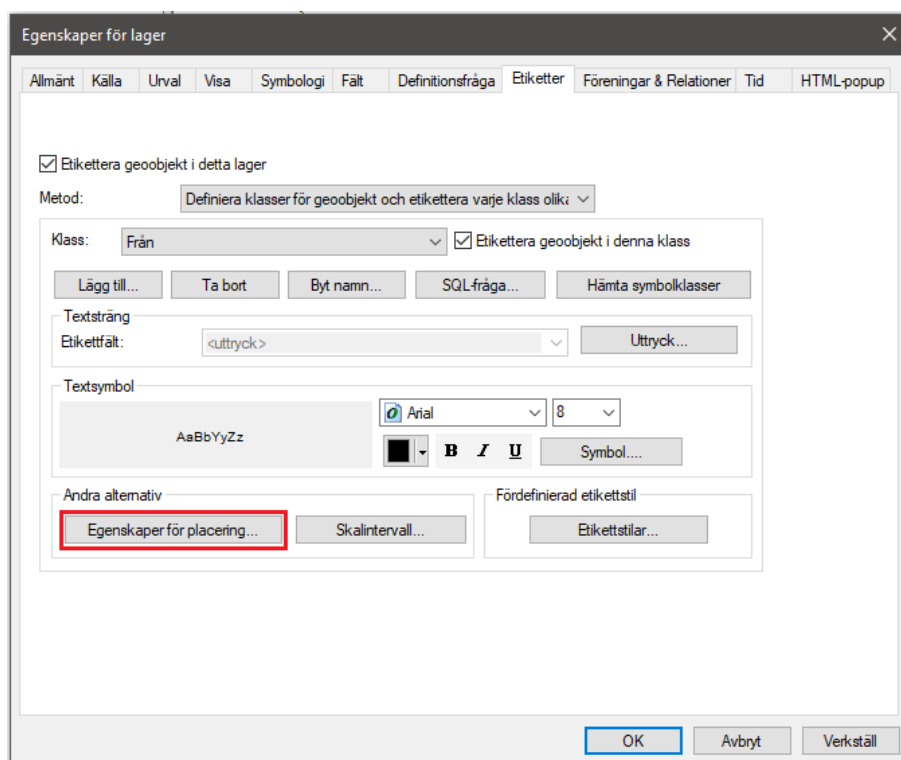 Egenskaper för lager
Allmänt Källa Urval Visa Symbologi Fält Definitionsfråga Etiketter Föreningar & Relationer Tid HTML-popup
Etikettera geoobjekt i detta lager
Metod: Definiera klasser för geoobjekt och etikettera varje klass olika
Klass: Från Etikettera geoobjekt i denna klass
Lägg till... Ta bort Byt namn... SQL-fråga... Hämta symbolklasser
Textsträng
Etikettfält: <uttryck> Uttryck...
Textsymbol
AaBbYyZz
Arial 8
B I U Symbol....
Andra alternativ Fördefinierad etikettstil
Egenskaper för placering... Skalintervall... Etikettstilar...
OK Avbryt Verkställ